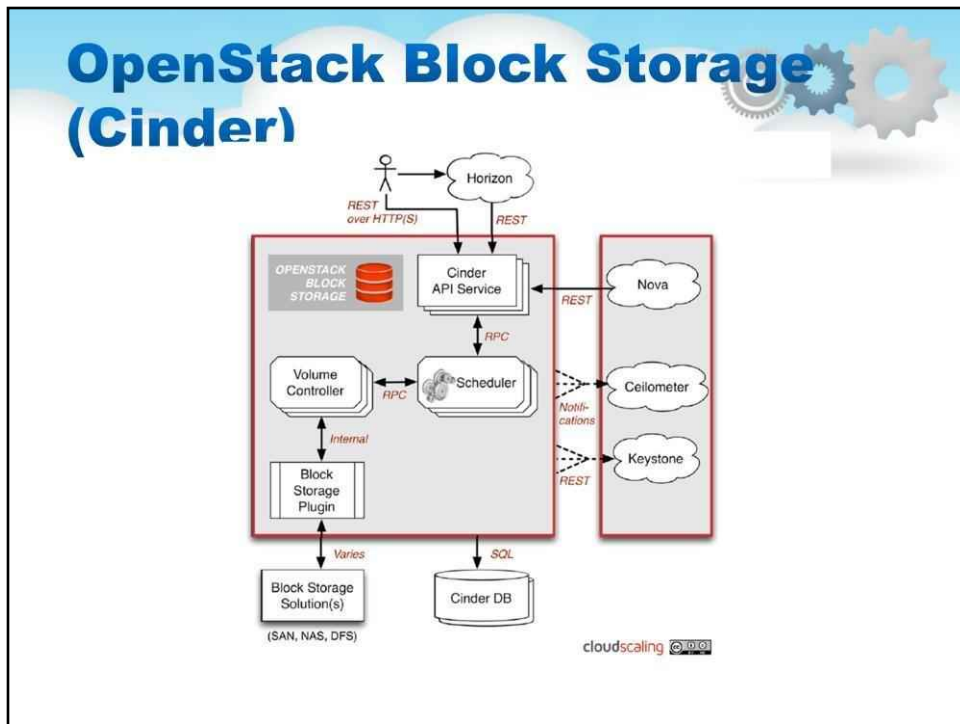 OpenStack Block Storage
(Cinder)
Horizon
REST
over HTTP(S)
REST
OPENSTACK
BLOCK
STORAGE
Cinder
API Service
REST
Nova
RPC
Volume
Controller
RPC
Scheduler
Notifi-
cations
Ceilometer
Internal
REST
Keystone
Block
Storage
Plugin
Varies
SQL
Block Storage
Solution(s)
Cinder DB
(SAN, NAS, DFS)
cloudscaling